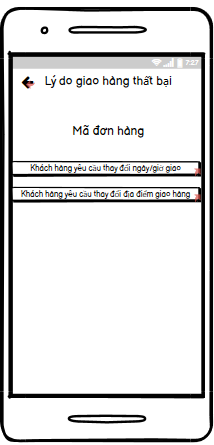 7:27
Lý do giao hàng thất bại
Mã đơn hàng
Khách hàng yêu cầu thay đổi ngày/giờ giao
Khách hàng yêu cầu thay đổi địa điểm giao hàng